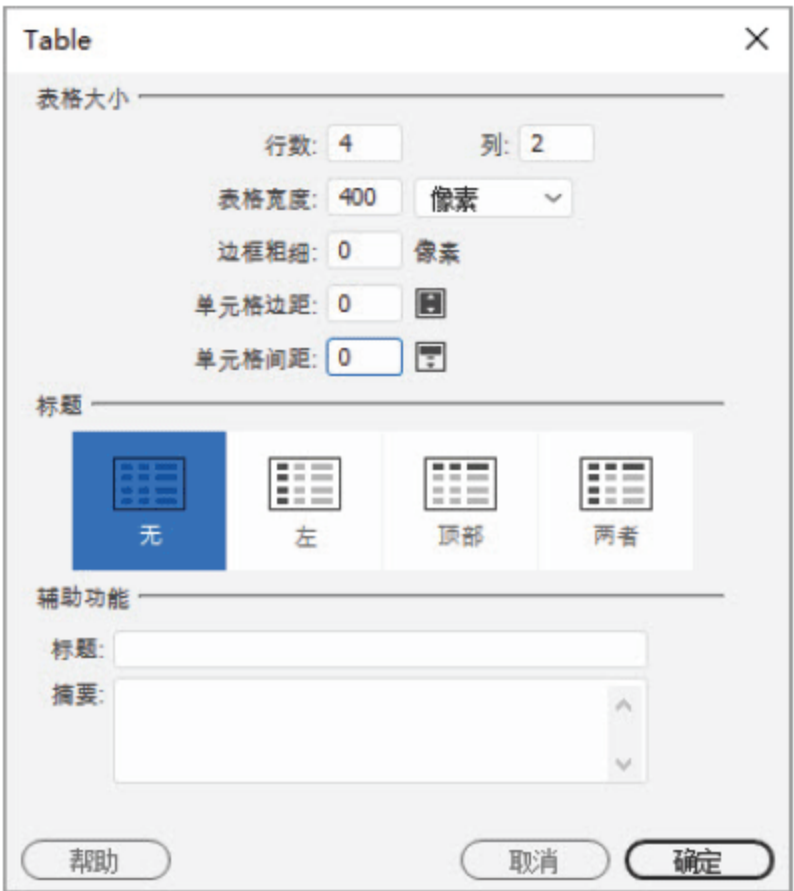 Table
表格大小
行数: 4 列: 2
表格宽度: 400 像素
边框粗细: 0 像素
单元格边距: 0
单元格间距: 0
标题
无 左 顶部 两者
辅助功能
标题:
摘要:
帮助 取消 确定